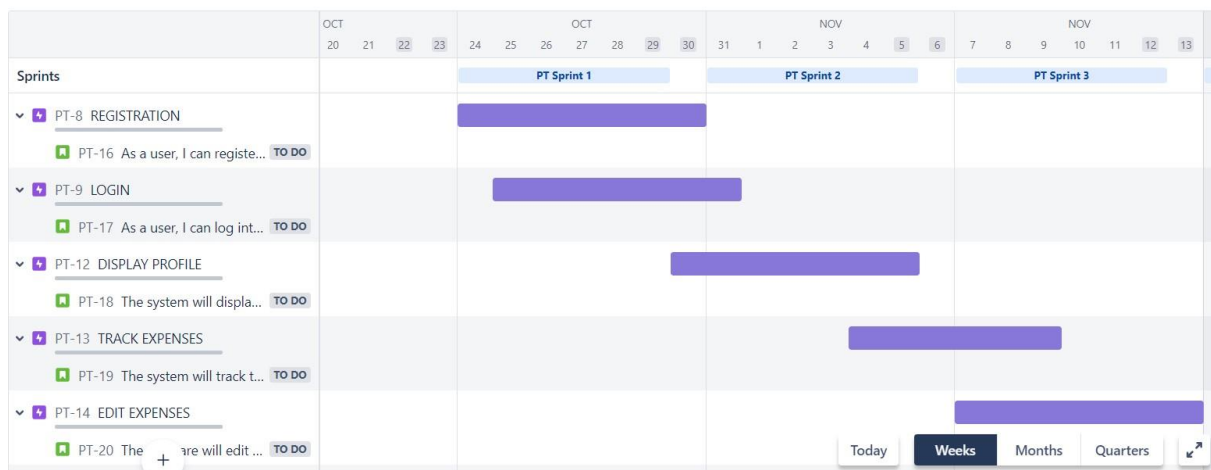 OCT OCT NOV NOV
20 21 22 23 24 25 26 27 28 29 30 31 1 2 3 4 5 6 7 8 9 10 11 12 13
Sprints PT Sprint 1 PT Sprint 2 PT Sprint 3
PT-8 REGISTRATION
PT-16 As a user, I can registe... TO DO
PT-9 LOGIN
PT-17 As a user, I can log int... TO DO
PT-12 DISPLAY PROFILE
PT-18 The system will displa... TO DO
PT-13 TRACK EXPENSES
PT-19 The system will track t... TO DO
PT-14 EDIT EXPENSES
PT-20 The are will edit ... TO DO
Today Weeks Months Quarters